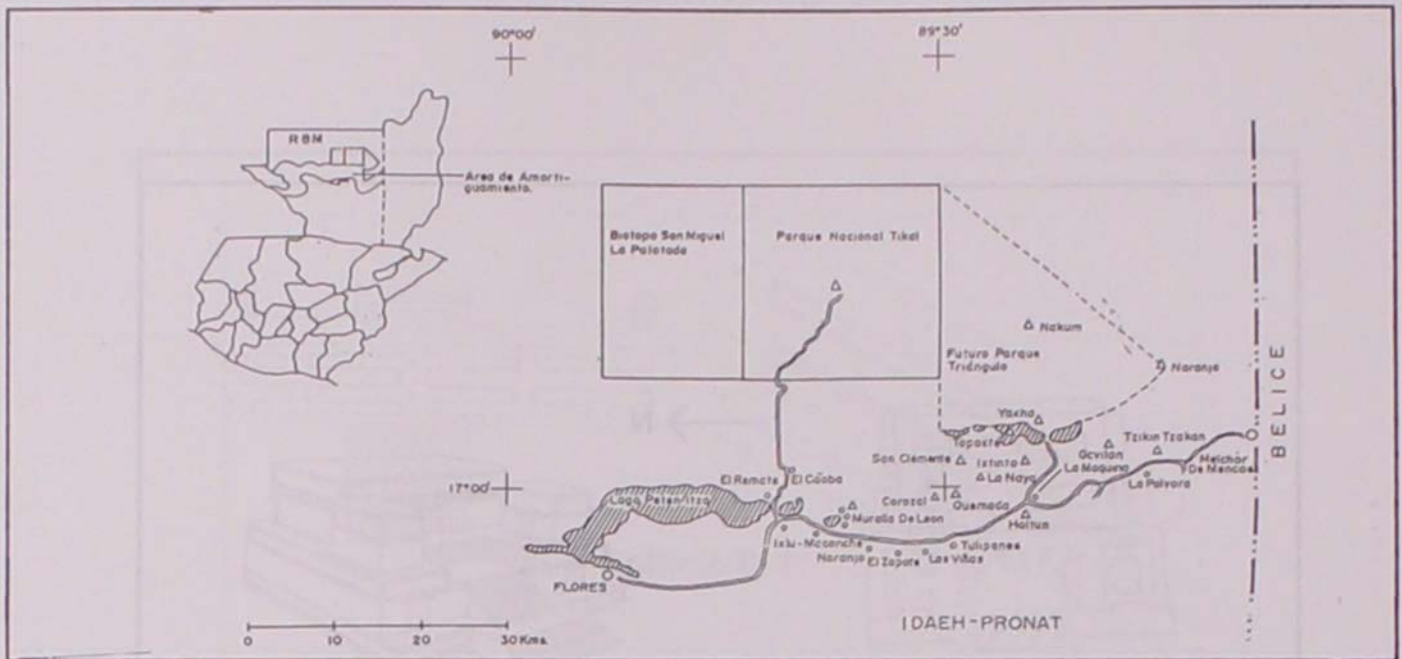 90°00'
89°30'
RBM
Area de Amorti-
guamiento.
Biotopo San Miguel
La Palotada
Parque Nacional Tikal
Nakum
Futuro Parque
Triángulo
Naranjo
BELICE
Yaxha
Topoxte
Tzikin Tzakan
San Clemente
Ixtinto
Gavilan
La Maquina
Melchor
De Mencos
El Remate
El Caoba
La Naya
La Polvora
17°00'
Lago Peten-Itza
Corozal
Quemada
Muralla De Leon
Holtun
Ixlu-Macanche
Tulipanes
Naranjo
El Zapote
Las Viñas
FLORES
0 10 20 30 Kms.
IDAEH-PRONAT
N